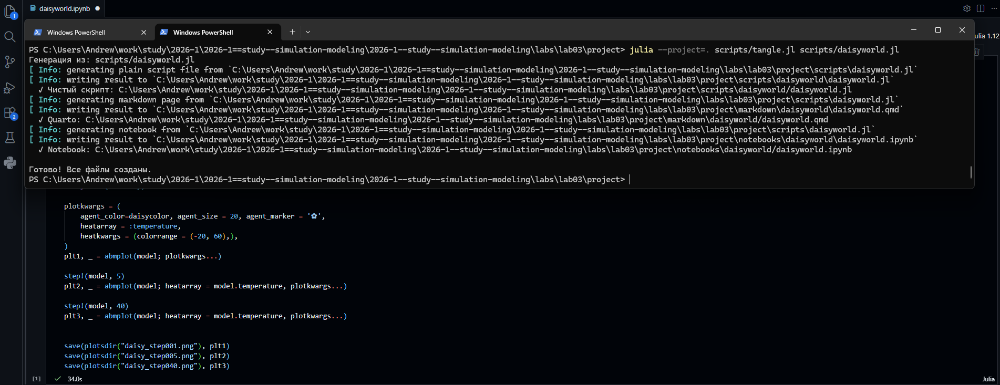 daisyworld.ipynb
1
Windows PowerShell
Windows PowerShell
ulia 1.12
PS C:\Users\Andrew\work\study\2026-1\2026-1==study--simulation-modeling\2026-1--study--simulation-modeling\labs\lab03\project> julia --project=. scripts/tangle.jl scripts/daisyworld.jl
Генерация из: scripts/daisyworld.jl
[ Info: generating plain script file from `C:\Users\Andrew\work\study\2026-1\2026-1==study--simulation-modeling\2026-1--study--simulation-modeling\labs\lab03\project\scripts\daisyworld.jl`
[ Info: writing result to `C:\Users\Andrew\work\study\2026-1\2026-1==study--simulation-modeling\2026-1--study--simulation-modeling\labs\lab03\project\scripts\daisyworld\daisyworld.jl`
✓ Чистый скрипт: C:\Users\Andrew\work\study\2026-1\2026-1==study--simulation-modeling\2026-1--study--simulation-modeling\labs\lab03\project\scripts\daisyworld/daisyworld.jl
[ Info: generating markdown page from `C:\Users\Andrew\work\study\2026-1\2026-1==study--simulation-modeling\2026-1--study--simulation-modeling\labs\lab03\project\scripts\daisyworld.jl`
[ Info: writing result to `C:\Users\Andrew\work\study\2026-1\2026-1==study--simulation-modeling\2026-1--study--simulation-modeling\labs\lab03\project\markdown\daisyworld\daisyworld.qmd`
✓ Quarto: C:\Users\Andrew\work\study\2026-1\2026-1==study--simulation-modeling\2026-1--study--simulation-modeling\labs\lab03\project\markdown\daisyworld/daisyworld.qmd
[ Info: generating notebook from `C:\Users\Andrew\work\study\2026-1\2026-1==study--simulation-modeling\2026-1--study--simulation-modeling\labs\lab03\project\scripts\daisyworld.jl`
[ Info: writing result to `C:\Users\Andrew\work\study\2026-1\2026-1==study--simulation-modeling\2026-1--study--simulation-modeling\labs\lab03\project\notebooks\daisyworld\daisyworld.ipynb`
✓ Notebook: C:\Users\Andrew\work\study\2026-1\2026-1==study--simulation-modeling\2026-1--study--simulation-modeling\labs\lab03\project\notebooks\daisyworld/daisyworld.ipynb
2
Готово! Все файлы созданы.
PS C:\Users\Andrew\work\study\2026-1\2026-1==study--simulation-modeling\2026-1--study--simulation-modeling\labs\lab03\project>
plotkwargs = (
agent_color=daisycolor, agent_size = 20, agent_marker = '✿',
heatarray = :temperature,
heatkwargs = (colorrange = (-20, 60),),
)
plt1, _ = abmplot(model; plotkwargs...)
step!(model, 5)
plt2, _ = abmplot(model; heatarray = model.temperature, plotkwargs...)
step!(model, 40)
plt3, _ = abmplot(model; heatarray = model.temperature, plotkwargs...)
save(plotsdir("daisy_step001.png"), plt1)
save(plotsdir("daisy_step005.png"), plt2)
save(plotsdir("daisy_step040.png"), plt3)
[1] ✓ 34.0s
Julia